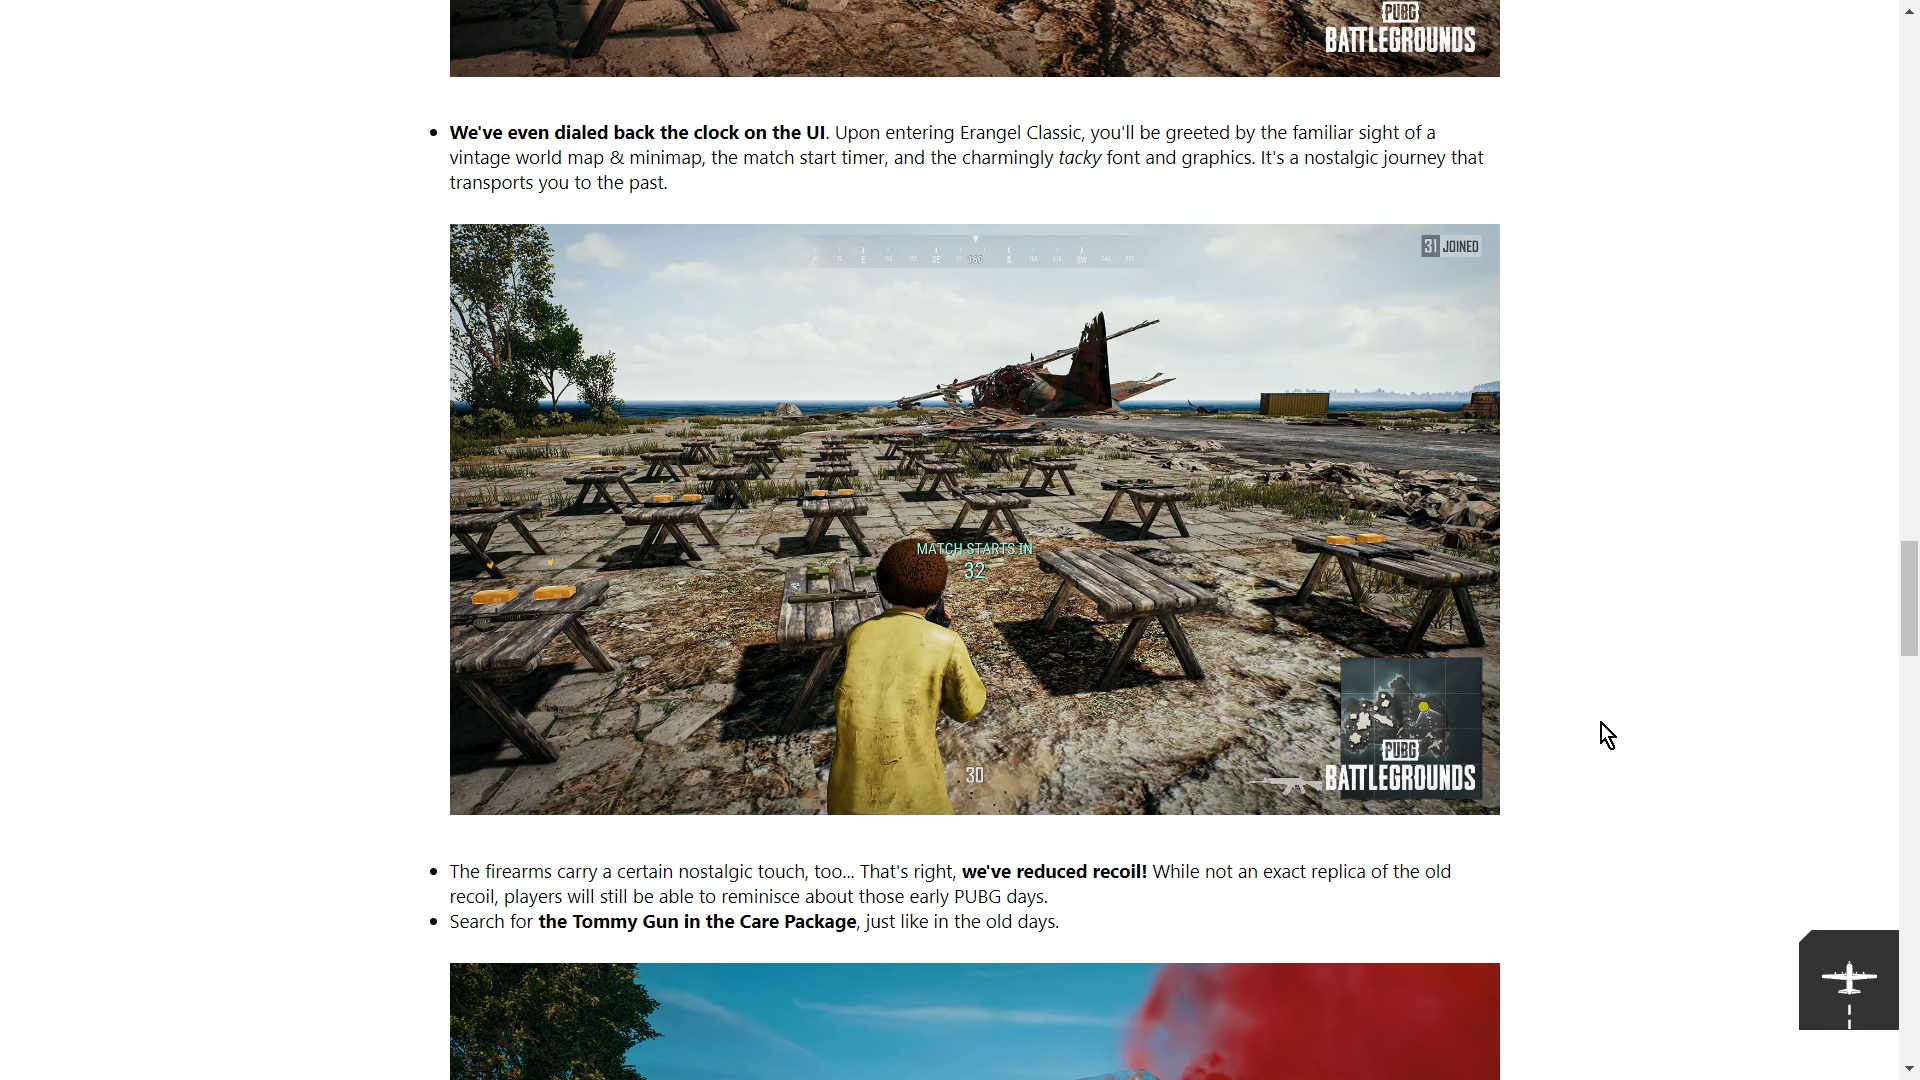 PUBG
BATTLEGROUNDS
We've even dialed back the clock on the UI. Upon entering Erangel Classic, you'll be greeted by the familiar sight of a
vintage world map & minimap, the match start timer, and the charmingly tacky font and graphics. It's a nostalgic journey that
transports you to the past.
31 JOINED
E
SE
S
SW
MATCH STARTS IN
32
30
PUBG
BATTLEGROUNDS
The firearms carry a certain nostalgic touch, too... That's right, we've reduced recoil! While not an exact replica of the old
recoil, players will still be able to reminisce about those early PUBG days.
Search for the Tommy Gun in the Care Package, just like in the old days.